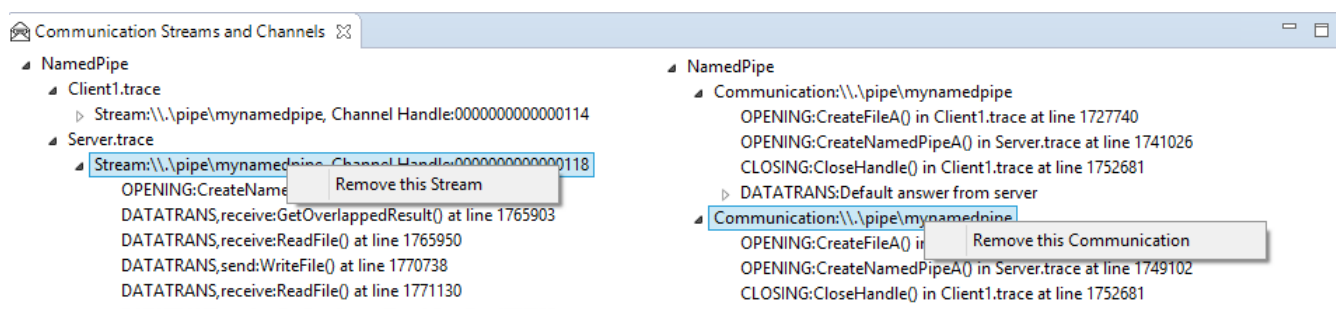 Communication Streams and Channels
NamedPipe
Client1.trace
Stream:\\.\pipe\mynamedpipe, Channel Handle:0000000000000114
Server.trace
Stream:\\.\pipe\mynamedpipe, Channel Handle:0000000000000118
Remove this Stream
OPENING:CreateName
DATATRANS,receive:GetOverlappedResult() at line 1765903
DATATRANS,receive:ReadFile() at line 1765950
DATATRANS,send:WriteFile() at line 1770738
DATATRANS,receive:ReadFile() at line 1771130
NamedPipe
Communication:\\.\pipe\mynamedpipe
OPENING:CreateFileA() in Client1.trace at line 1727740
OPENING:CreateNamedPipeA() in Server.trace at line 1741026
CLOSING:CloseHandle() in Client1.trace at line 1752681
DATATRANS:Default answer from server
Communication:\\.\pipe\mynamedpipe
Remove this Communication
OPENING:CreateFileA() in
OPENING:CreateNamedPipeA() in Server.trace at line 1749102
CLOSING:CloseHandle() in Client1.trace at line 1752681